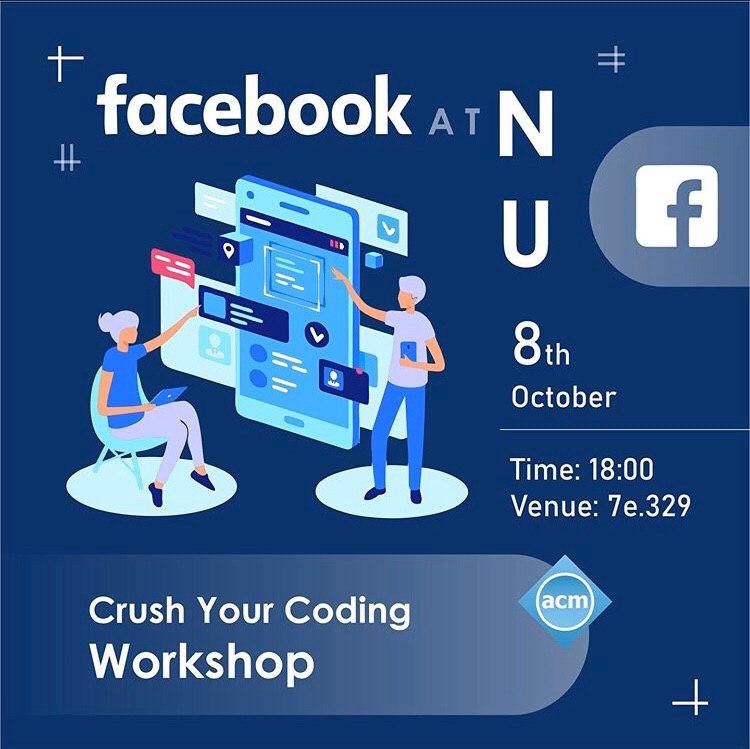 facebook AT N
U
f
8th
October
Time: 18:00
Venue: 7e.329
Crush Your Coding
Workshop
acm